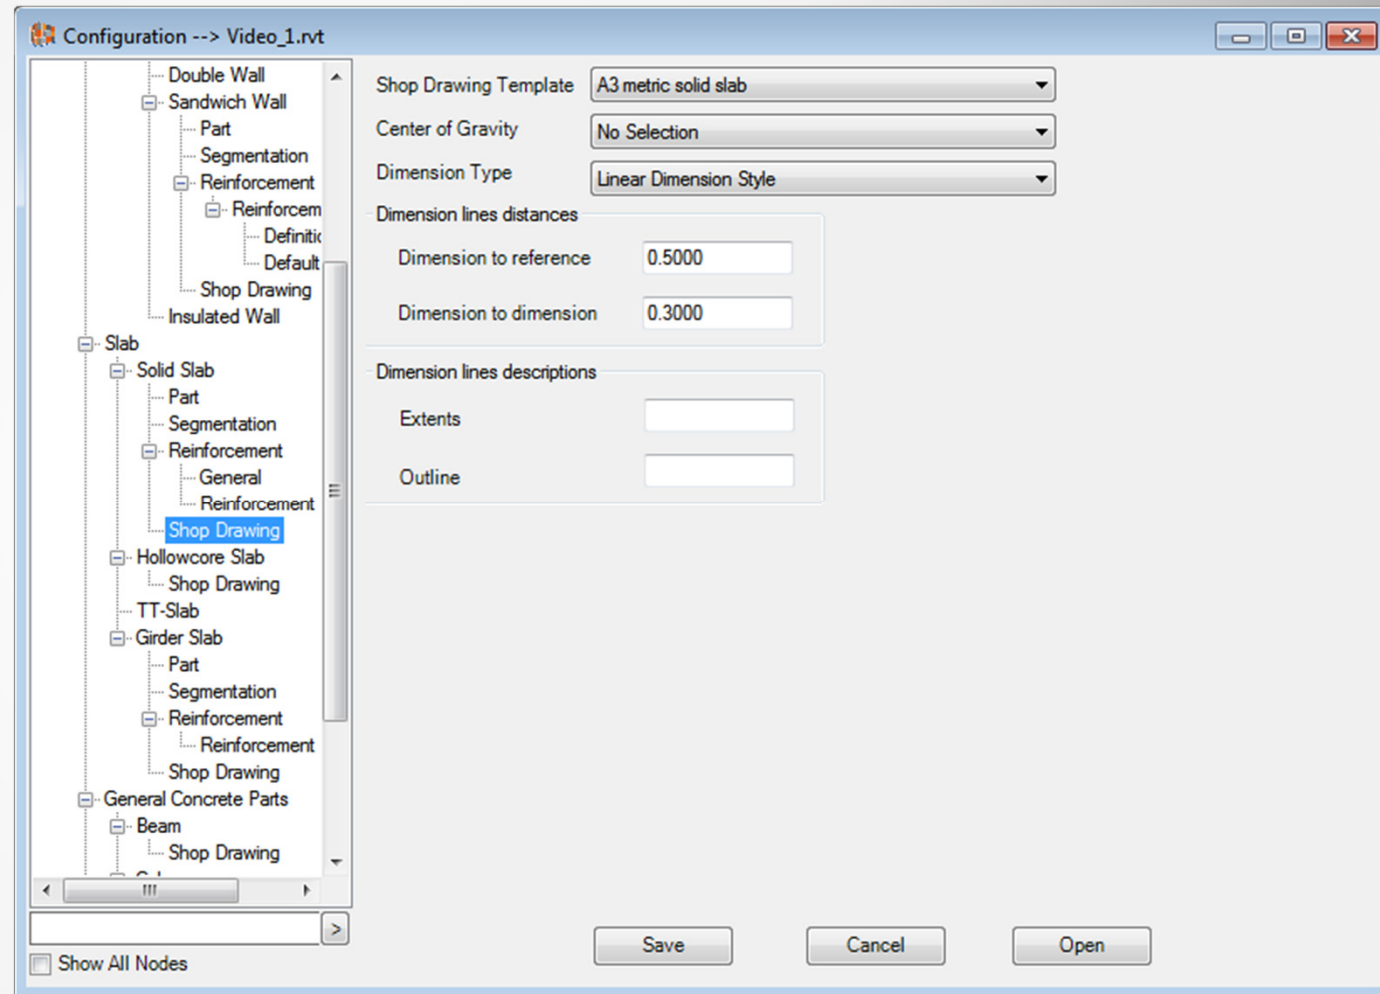 Configuration --> Video_1.rvt
Double Wall
Sandwich Wall
Part
Segmentation
Reinforcement
Reinforcem
Definitic
Default
Shop Drawing
Insulated Wall
Slab
Solid Slab
Part
Segmentation
Reinforcement
General
Reinforcement
Shop Drawing
Hollowcore Slab
Shop Drawing
TT-Slab
Girder Slab
Part
Segmentation
Reinforcement
Reinforcement
Shop Drawing
General Concrete Parts
Beam
Shop Drawing
>
Show All Nodes
Shop Drawing Template A3 metric solid slab
Center of Gravity No Selection
Dimension Type Linear Dimension Style
Dimension lines distances
Dimension to reference 0.5000
Dimension to dimension 0.3000
Dimension lines descriptions
Extents
Outline
Save Cancel Open